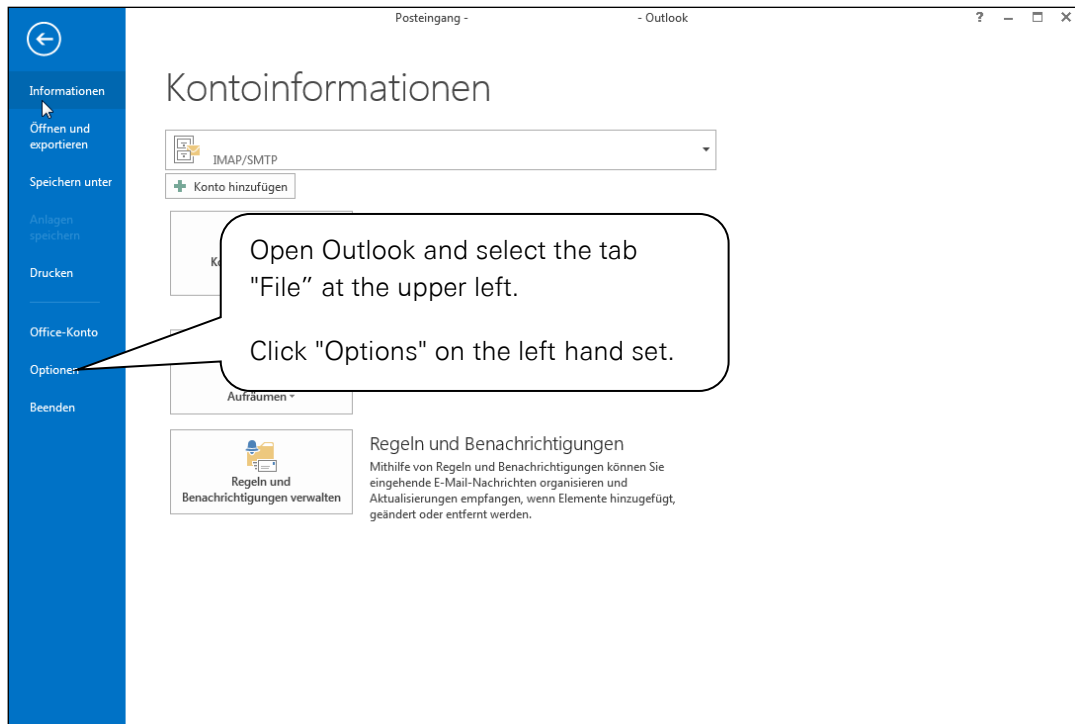 Posteingang - - Outlook
?
Informationen
Öffnen und
exportieren
Speichern unter
Anlagen
speichern
Drucken
Office-Konto
Optionen
Beenden
Kontoinformationen
IMAP/SMTP
Konto hinzufügen
Open Outlook and select the tab
"File” at the upper left.
Click "Options" on the left hand set.
Aufräumen
Regeln und
Benachrichtigungen verwalten
Regeln und Benachrichtigungen
Mithilfe von Regeln und Benachrichtigungen können Sie
eingehende E-Mail-Nachrichten organisieren und
Aktualisierungen empfangen, wenn Elemente hinzugefügt,
geändert oder entfernt werden.